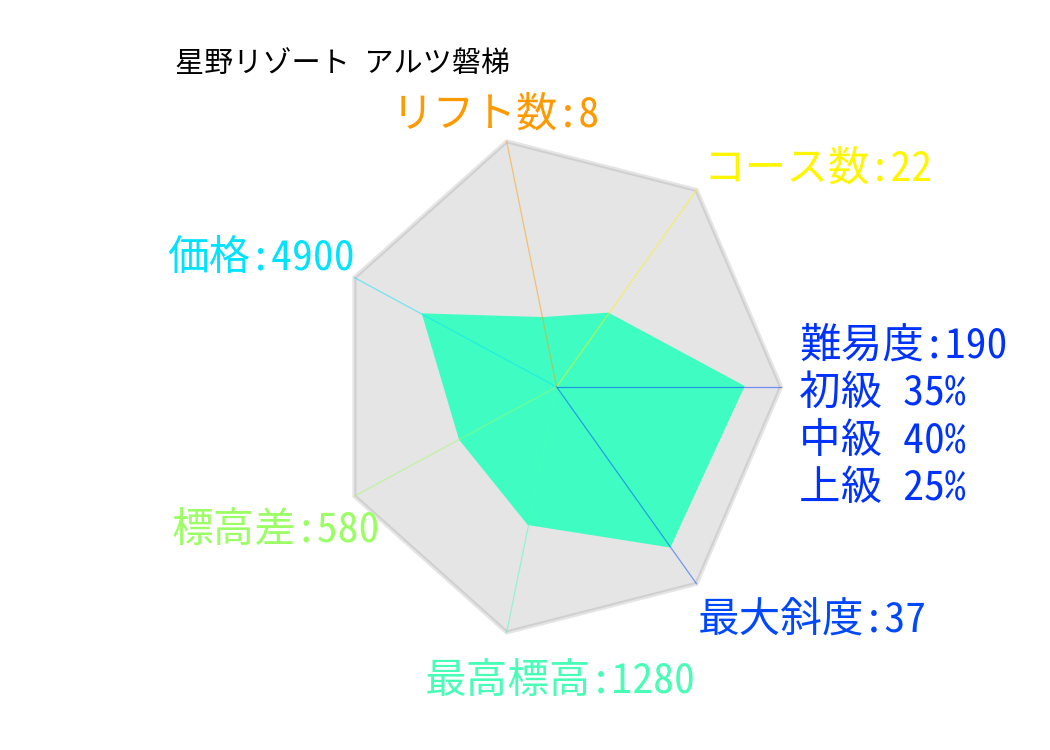 星野リゾート アルツ磐梯
リフト数:8
コース数:22
価格:4900
難易度:190
初級 35%
中級 40%
上級 25%
標高差:580
最大斜度:37
最高標高:1280